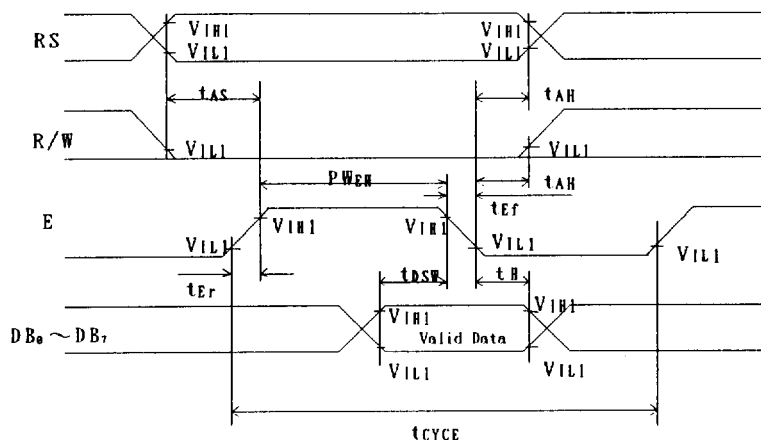 RS
VIH1
VIL1
VIH1
VIL1
tAS
tAH
R/W
VIL1
VIL1
PWEH
tAH
tEf
E
VIH1
VIH1
VIL1
VIL1
VIL1
tEr
tDSW
tH
VIH1
VIH1
DB0～DB7
Valid Data
VIL1
VIL1
tCYCE